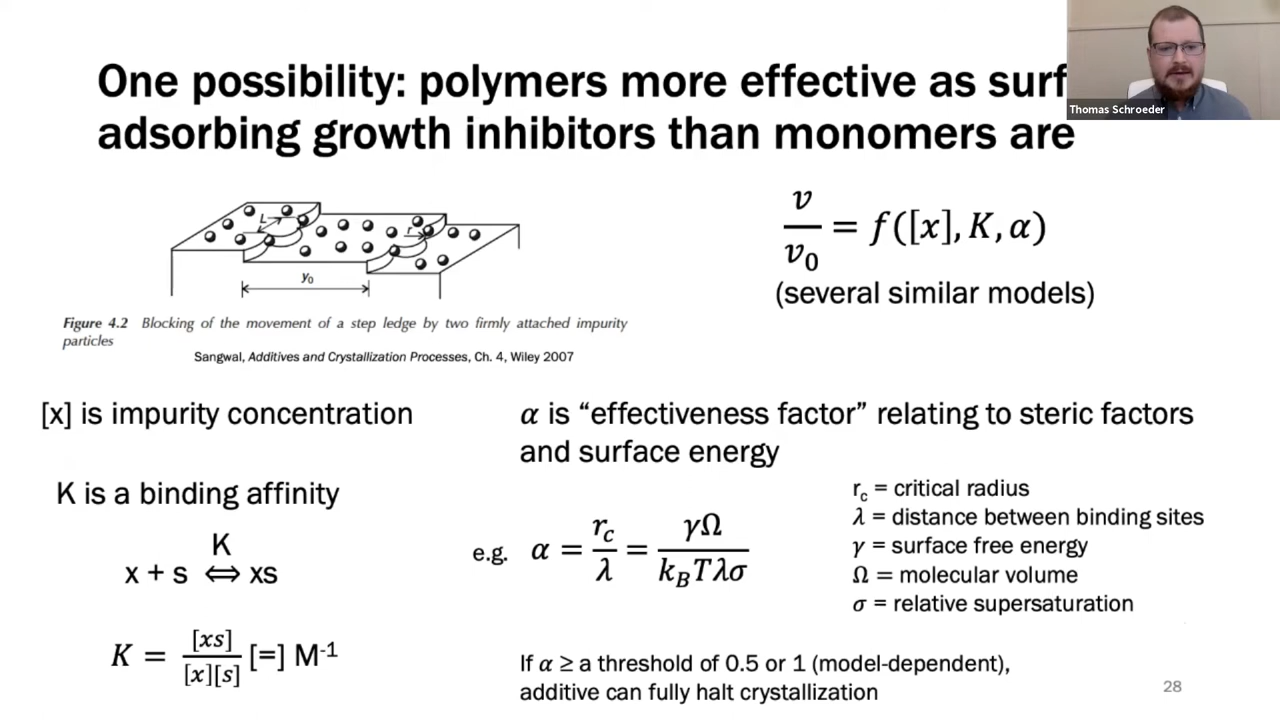 One possibility: polymers more effective as surf
adsorbing growth inhibitors than monomers are
Thomas Schroeder
L
r
y₀
Figure 4.2 Blocking of the movement of a step ledge by two firmly attached impurity
particles
Sangwal, Additives and Crystallization Processes, Ch. 4, Wiley 2007
v/v₀ = f([x], K, α)
(several similar models)
[x] is impurity concentration
K is a binding affinity
K
x + s ⇔ xs
K = [xs]/[x][s] [=] M⁻¹
α is “effectiveness factor” relating to steric factors
and surface energy
e.g. α = r_c/λ = γΩ/k_BTλσ
r_c = critical radius
λ = distance between binding sites
γ = surface free energy
Ω = molecular volume
σ = relative supersaturation
If α ≥ a threshold of 0.5 or 1 (model-dependent),
additive can fully halt crystallization
28